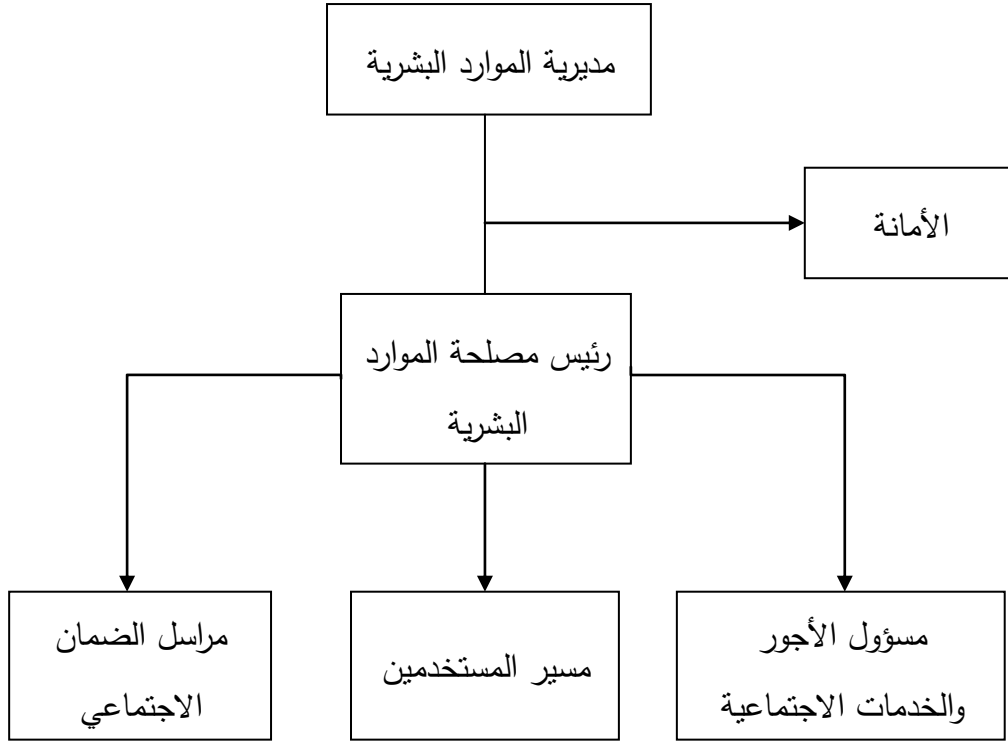 مديرية الموارد البشرية
الأمانة
رئيس مصلحة الموارد
البشرية
مسؤول الأجور
والخدمات الاجتماعية
مسير المستخدمين
مراسل الضمان
الاجتماعي